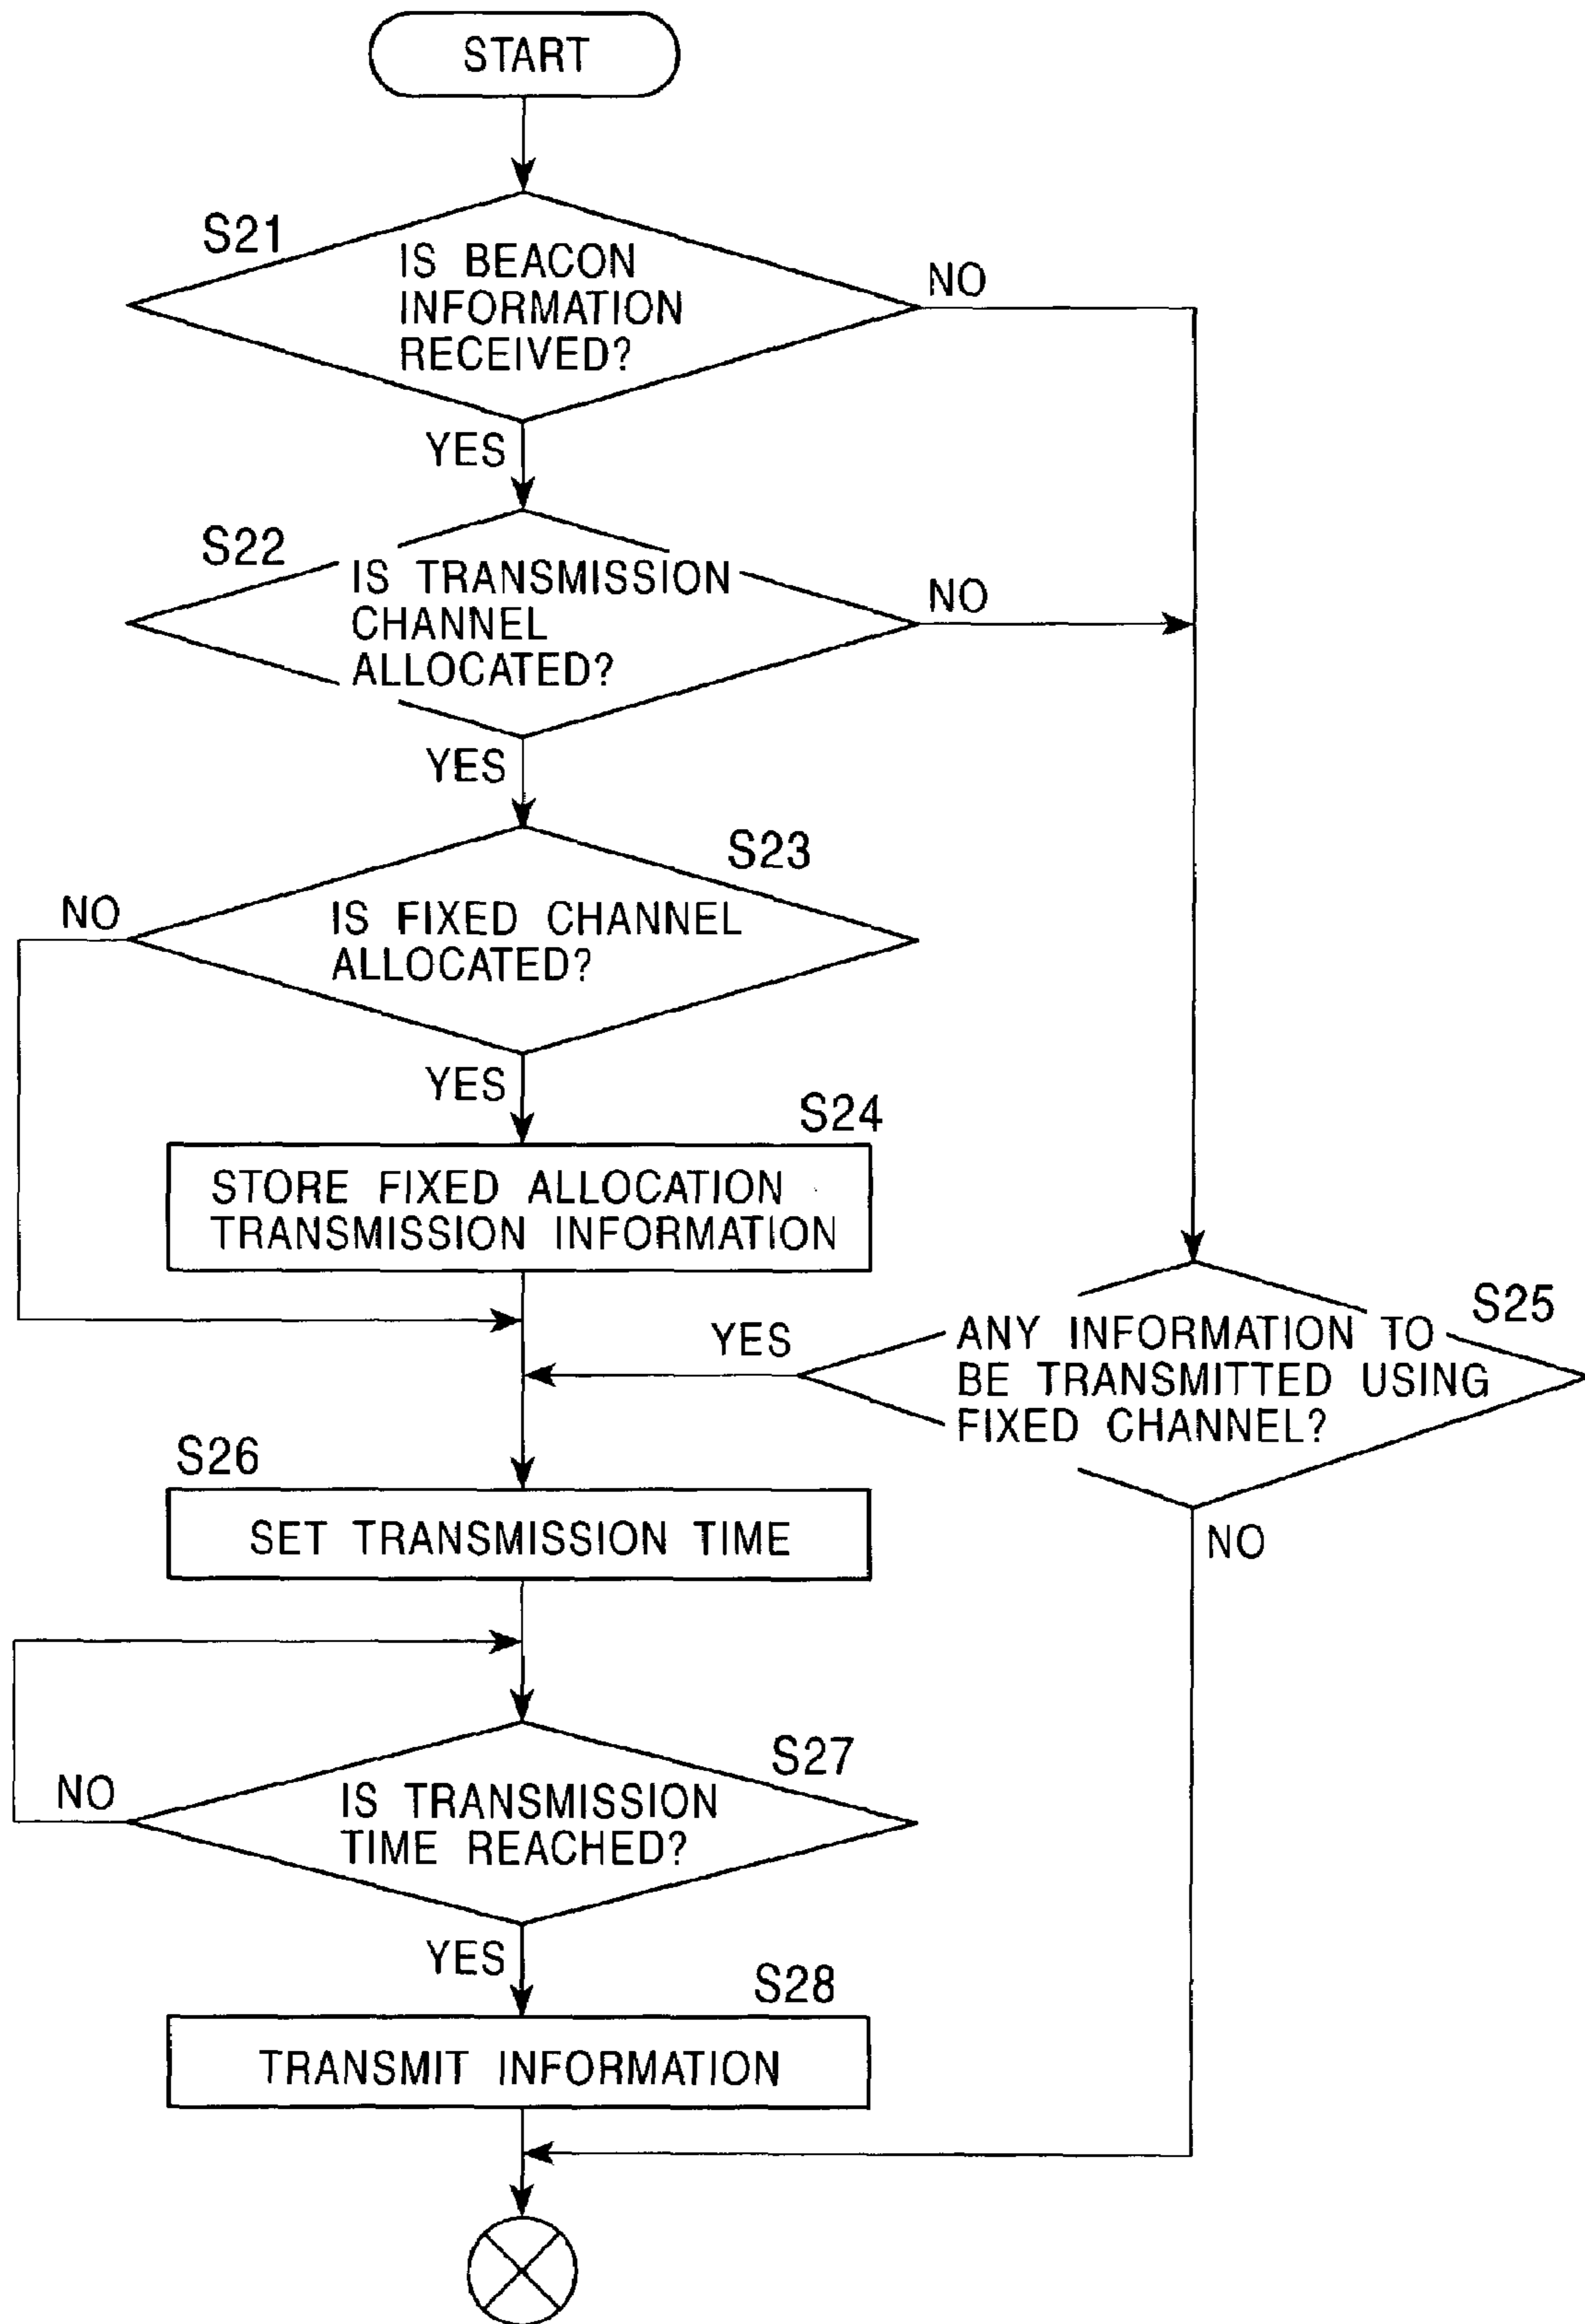 START
S21
IS BEACON
INFORMATION
RECEIVED?
NO
YES
S22
IS TRANSMISSION
CHANNEL
ALLOCATED?
NO
YES
S23
NO
IS FIXED CHANNEL
ALLOCATED?
YES
S24
STORE FIXED ALLOCATION
TRANSMISSION INFORMATION
S25
YES
ANY INFORMATION TO
BE TRANSMITTED USING
FIXED CHANNEL?
NO
S26
SET TRANSMISSION TIME
S27
NO
IS TRANSMISSION
TIME REACHED?
YES
S28
TRANSMIT INFORMATION